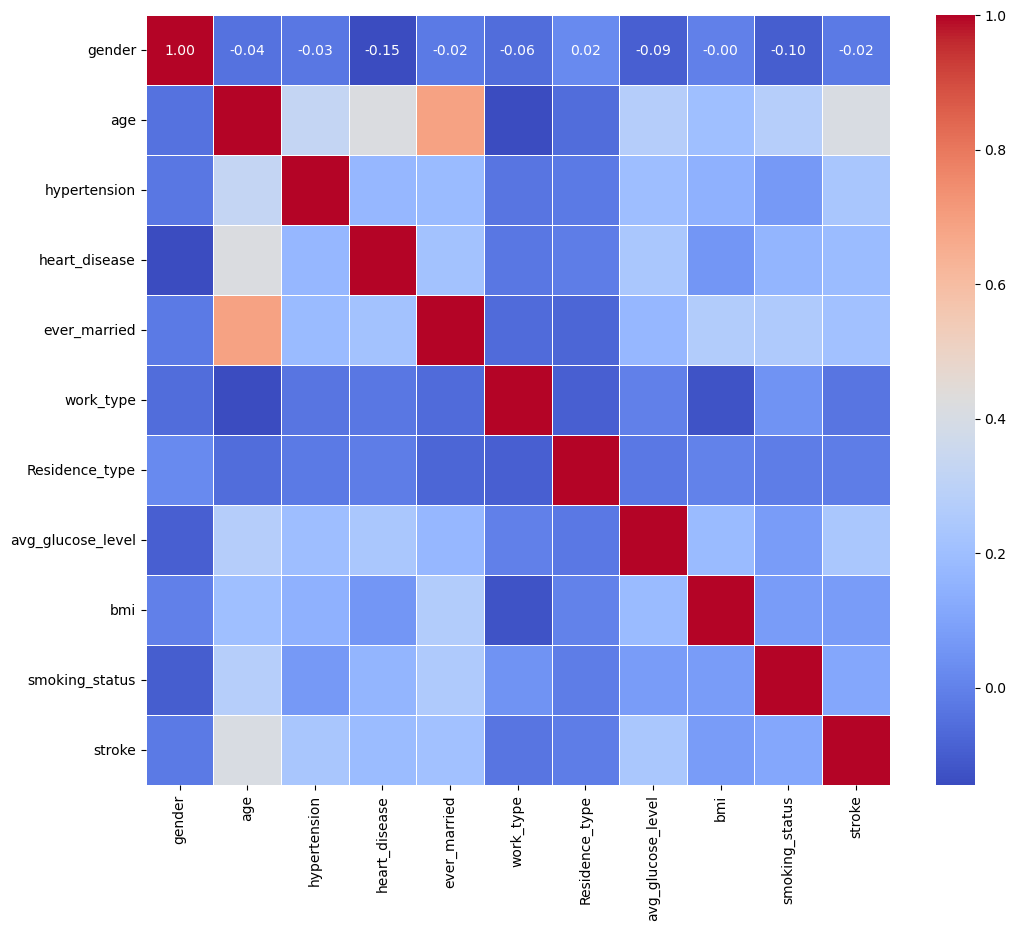 gender 1.00 -0.04 -0.03 -0.15 -0.02 -0.06 0.02 -0.09 -0.00 -0.10 -0.02
age
hypertension
heart_disease
ever_married
work_type
Residence_type
avg_glucose_level
bmi
smoking_status
stroke
gender
age
hypertension
heart_disease
ever_married
work_type
Residence_type
avg_glucose_level
bmi
smoking_status
stroke
1.0
0.8
0.6
0.4
0.2
0.0